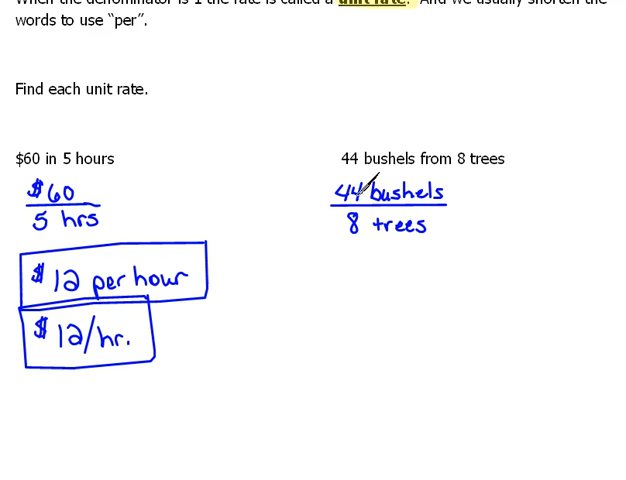 When the denominator is 1 the rate is called a unit rate. And we usually shorten the
words to use “per”.
Find each unit rate.
$60 in 5 hours
$60
5 hrs
$12 per hour
$12/hr.
44 bushels from 8 trees
44 bushels
8 trees